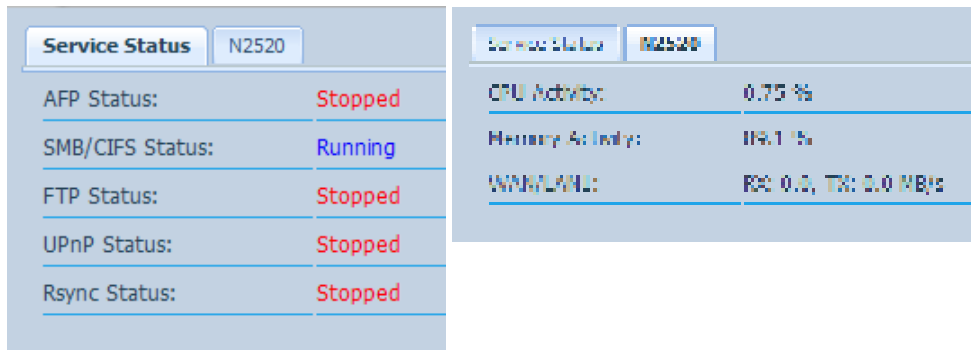 Service Status N2520
AFP Status: Stopped
SMB/CIFS Status: Running
FTP Status: Stopped
UPnP Status: Stopped
Rsync Status: Stopped
Service Status N2520
CPU Activity: 0.75 %
Memory Activity:
WAN/LAN1: RX: 0.0, TX: 0.0 MB/s